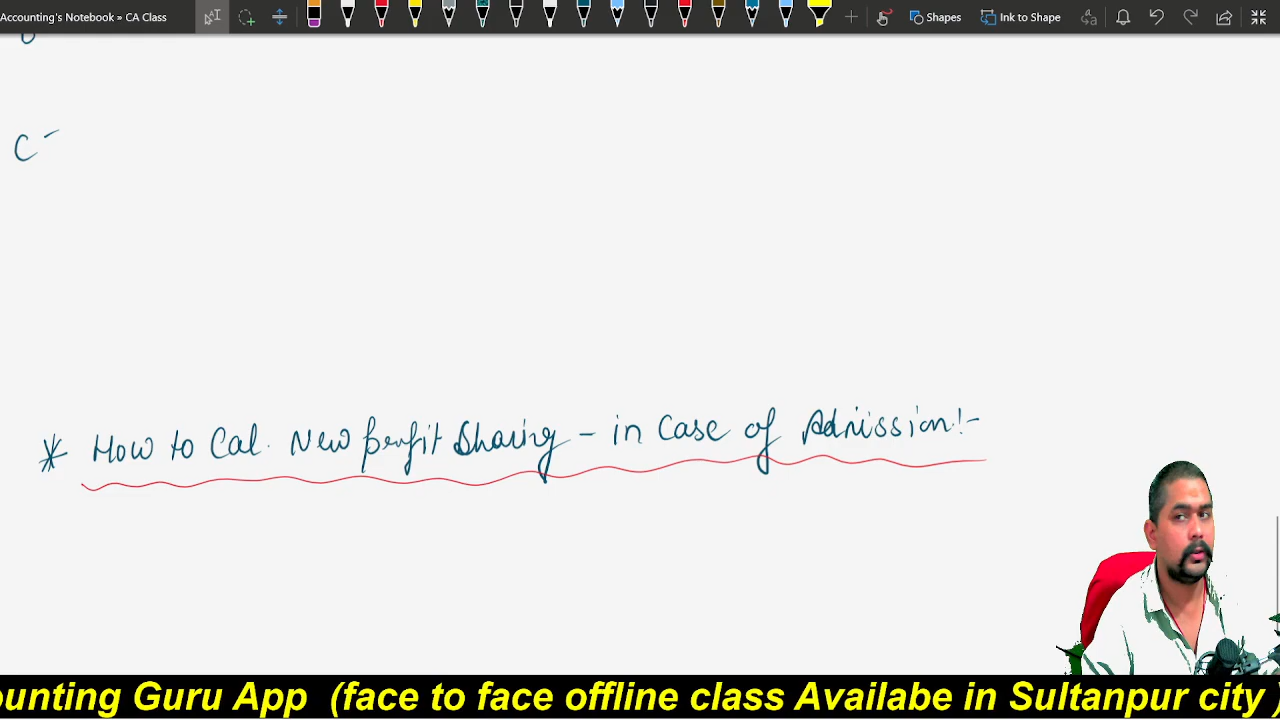 Accounting's Notebook » CA Class
Shapes
Ink to Shape
C -
* How to Cal. New profit Sharing - in Case of Admission:-
ounting Guru App (face to face offline class Availabe in Sultanpur city )